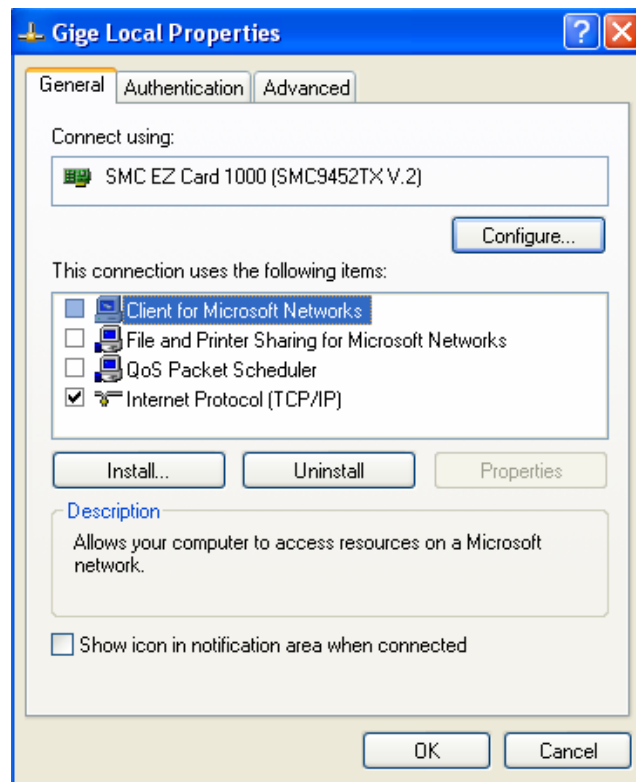 Gige Local Properties
General Authentication Advanced
Connect using:
SMC EZ Card 1000 (SMC9452TX V.2)
Configure...
This connection uses the following items:
Client for Microsoft Networks
File and Printer Sharing for Microsoft Networks
QoS Packet Scheduler
Internet Protocol (TCP/IP)
Install... Uninstall Properties
Description
Allows your computer to access resources on a Microsoft
network.
Show icon in notification area when connected
OK Cancel